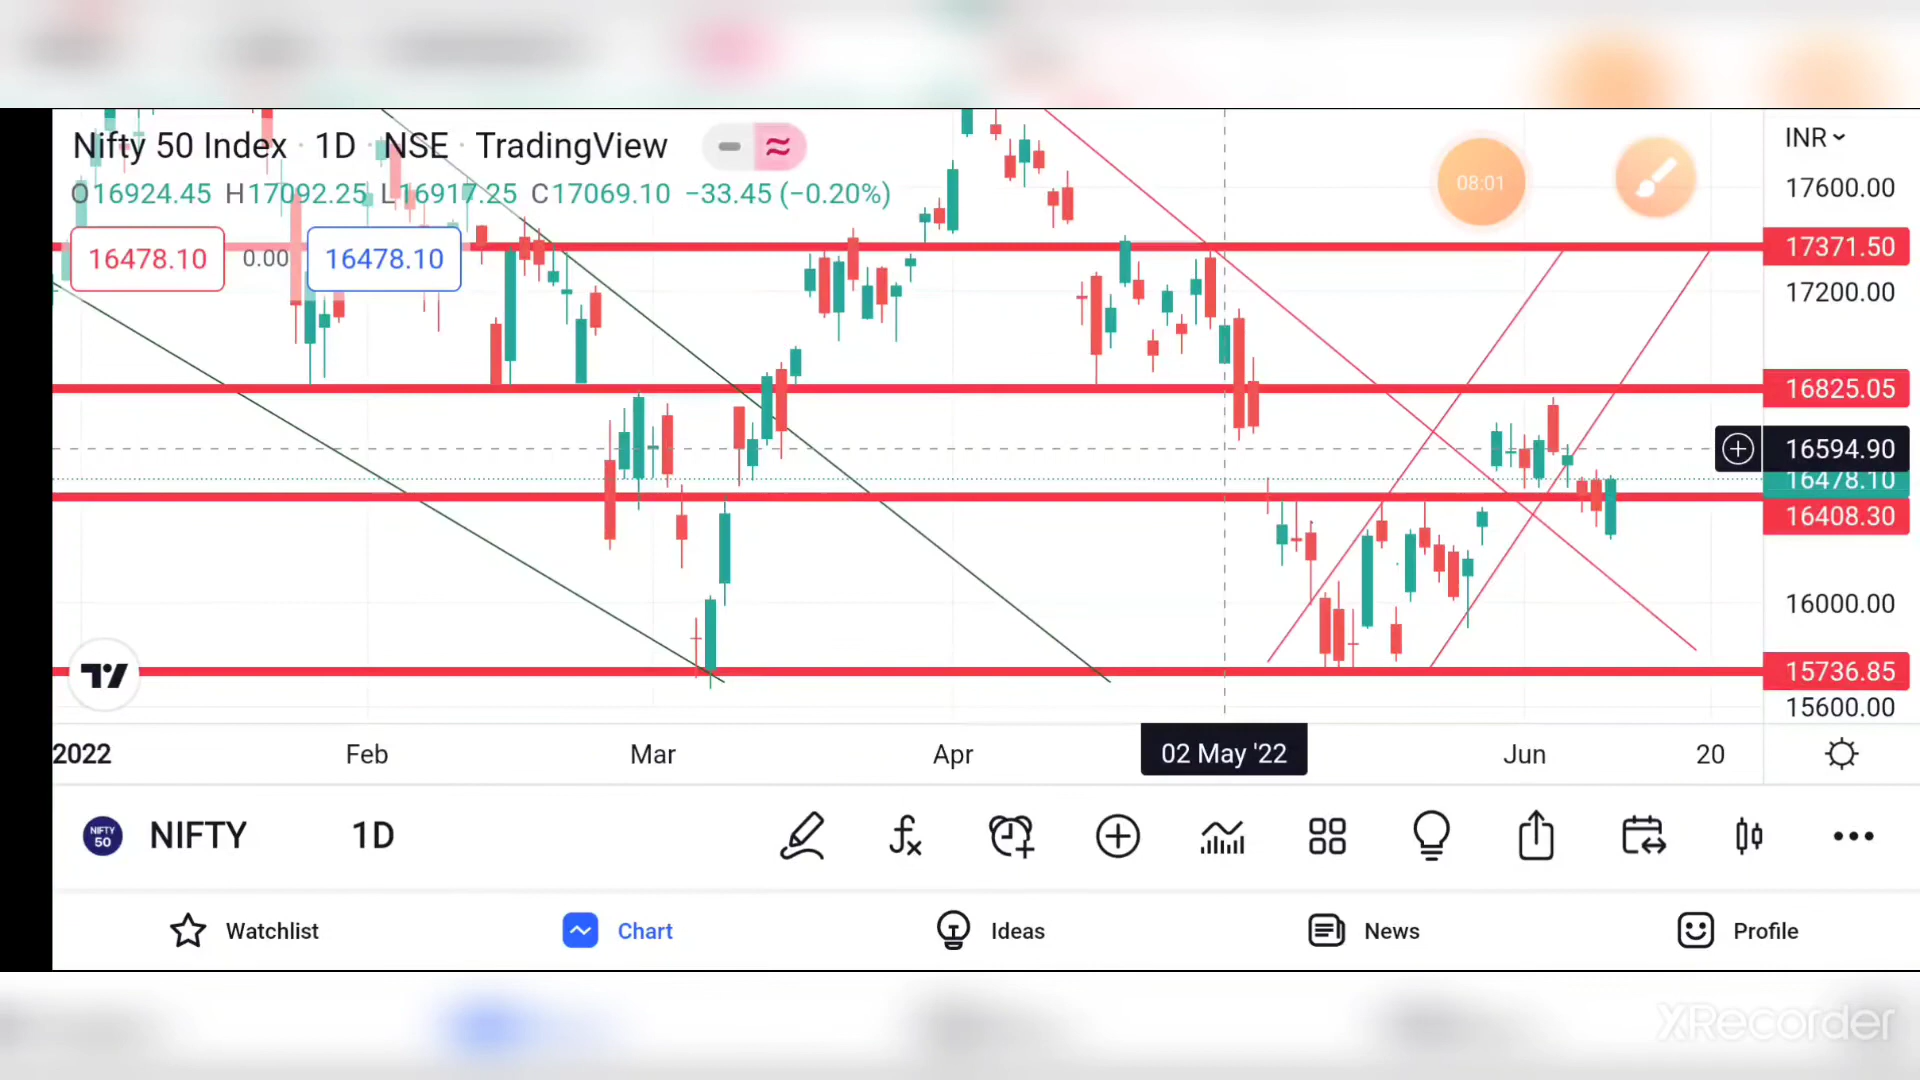 Nifty 50 Index · 1D · NSE · TradingView
O16924.45 H17092.25 L16917.25 C17069.10 −33.45 (−0.20%)
16478.10 0.00 16478.10
08:01
INR
17600.00
17371.50
17200.00
16825.05
16594.90
16478.10
16408.30
16000.00
15736.85
15600.00
2022 Feb Mar Apr 02 May '22 Jun 20
NIFTY 50 NIFTY 1D
Watchlist Chart Ideas News Profile
XRecorder